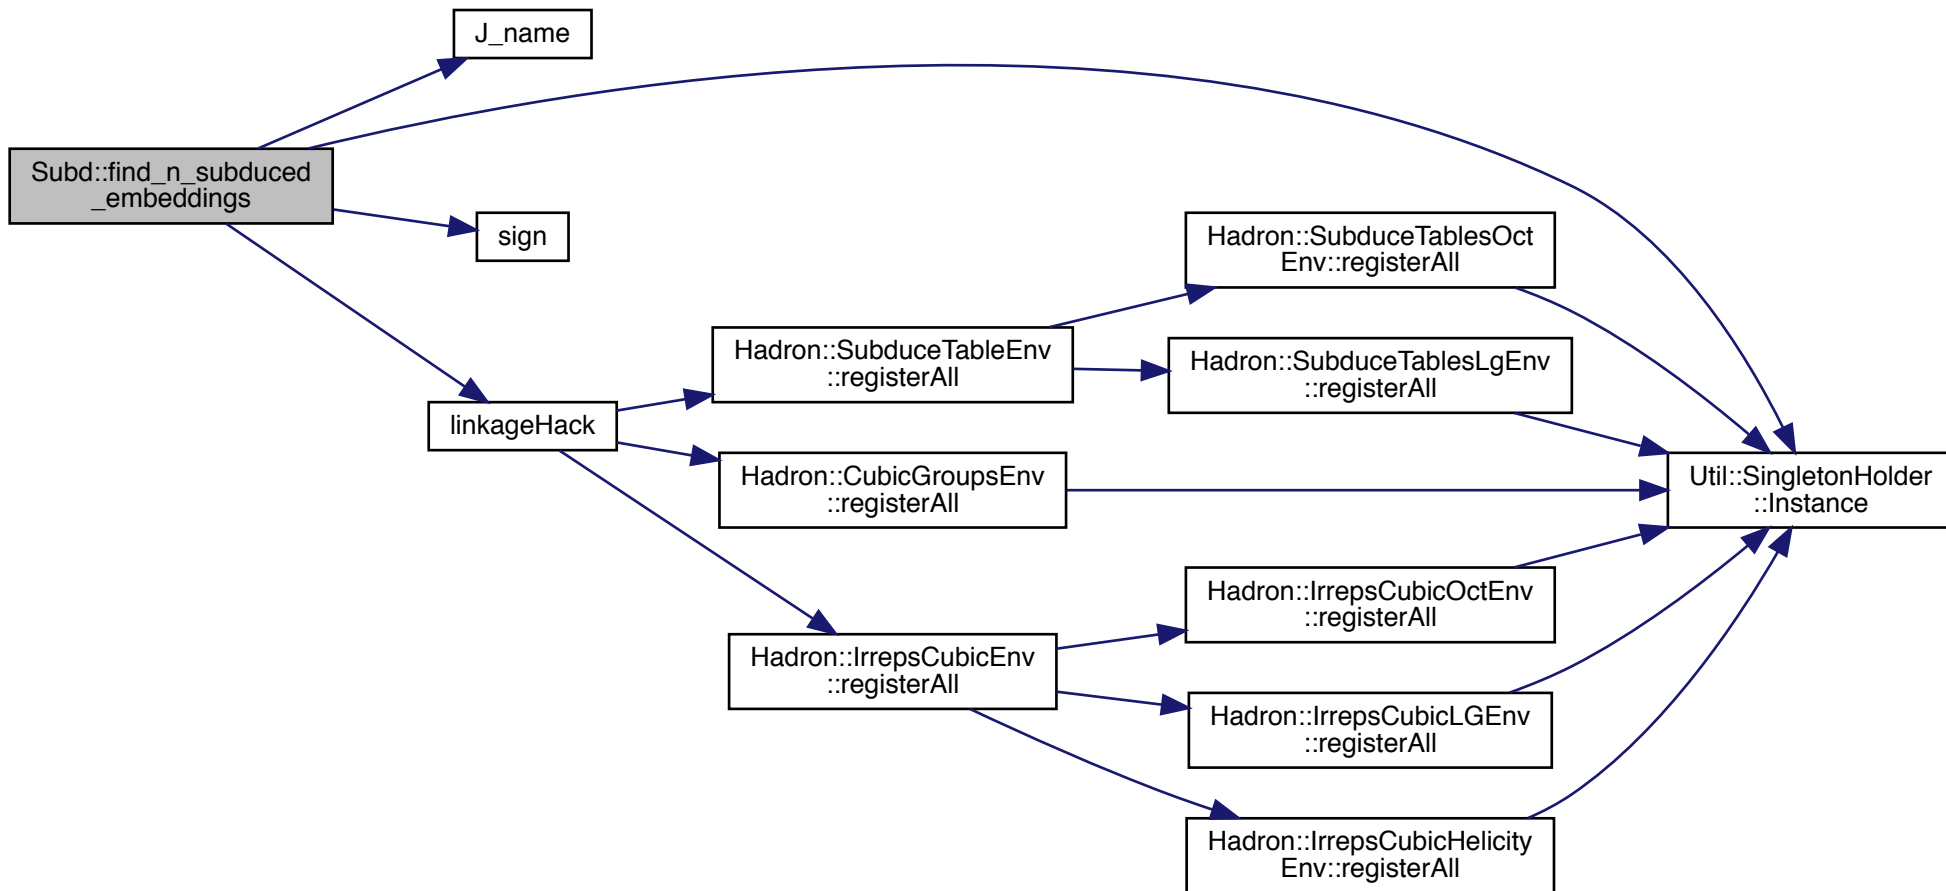 J_name
Subd::find_n_subduced
_embeddings
sign
Hadron::SubduceTablesOct
Env::registerAll
Hadron::SubduceTableEnv
::registerAll
Hadron::SubduceTablesLgEnv
::registerAll
linkageHack
Hadron::CubicGroupsEnv
::registerAll
Util::SingletonHolder
::Instance
Hadron::IrrepsCubicOctEnv
::registerAll
Hadron::IrrepsCubicEnv
::registerAll
Hadron::IrrepsCubicLGEnv
::registerAll
Hadron::IrrepsCubicHelicity
Env::registerAll